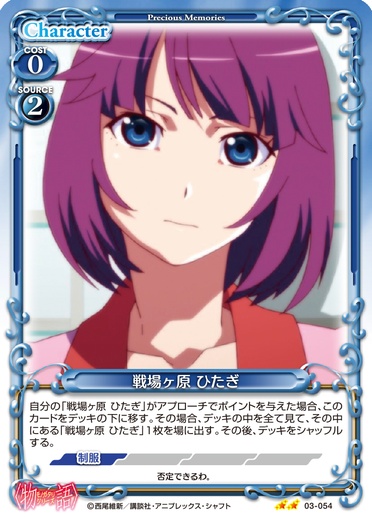 Precious Memories
Character
COST
0
SOURCE
2
戦場ヶ原 ひたぎ
自分の「戦場ヶ原 ひたぎ」がアプローチでポイントを与えた場合、この
カードをデッキの下に移す。その場合、デッキの中を全て見て、その中
にある「戦場ヶ原 ひたぎ」1枚を場に出す。その後、デッキをシャッフル
する。
制服
否定できるわ。
物語
©西尾維新／講談社・アニプレックス・シャフト
03-054